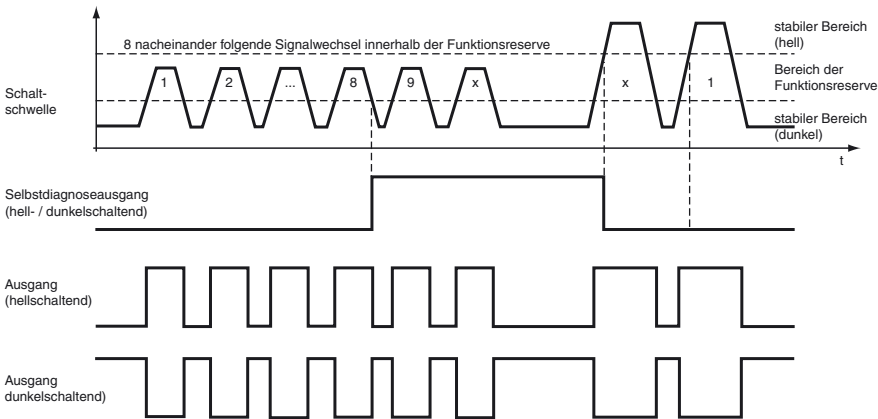 stabiler Bereich
(hell)
8 nacheinander folgende Signalwechsel innerhalb der Funktionsreserve
Bereich der
Funktionsreserve
Schalt-
schwelle
1 2 ... 8 9 x x 1
stabiler Bereich
(dunkel)
t
Selbstdiagnoseausgang
(hell- / dunkelschaltend)
Ausgang
(hellschaltend)
Ausgang
dunkelschaltend)